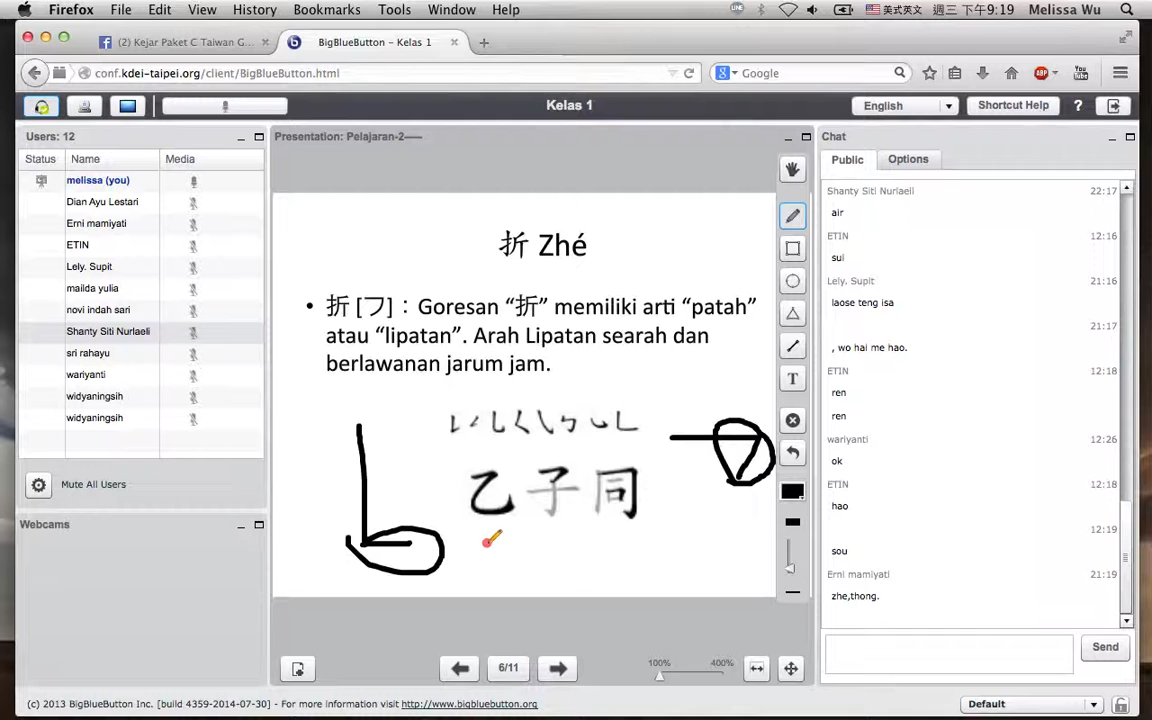 Firefox File Edit View History Bookmarks Tools Window Help 美式英文 週三 下午9:19 Melissa Wu
(2) Kejar Paket C Taiwan G... BigBlueButton - Kelas 1
conf.kdei-taipei.org/client/BigBlueButton.html Google ABP You Tube
Kelas 1 English Shortcut Help ?
Users: 12
Status Name Media
melissa (you)
Dian Ayu Lestari
Erni mamiyati
ETIN
Lely. Supit
mailda yulia
novi indah sari
Shanty Siti Nurlaeli
sri rahayu
wariyanti
widyaningsih
widyaningsih
Mute All Users
Webcams
Presentation: Pelajaran-2-----
折 Zhé
• 折 [フ]：Goresan “折” memiliki arti “patah”
atau “lipatan”. Arah Lipatan searah dan
berlawanan jarum jam.
乙 子 同
T
6/11 100% 400%
Chat
Public Options
Shanty Siti Nurlaeli 22:17
air
ETIN 12:16
sui
Lely. Supit 21:16
laose teng isa
21:17
, wo hai me hao.
ETIN 12:18
ren
ren
wariyanti 12:26
ok
ETIN 12:18
hao
12:19
sou
Erni mamiyati 21:19
zhe,thong.
Send
(c) 2013 BigBlueButton Inc. [build 4359-2014-07-30] - For more information visit http://www.bigbluebutton.org Default